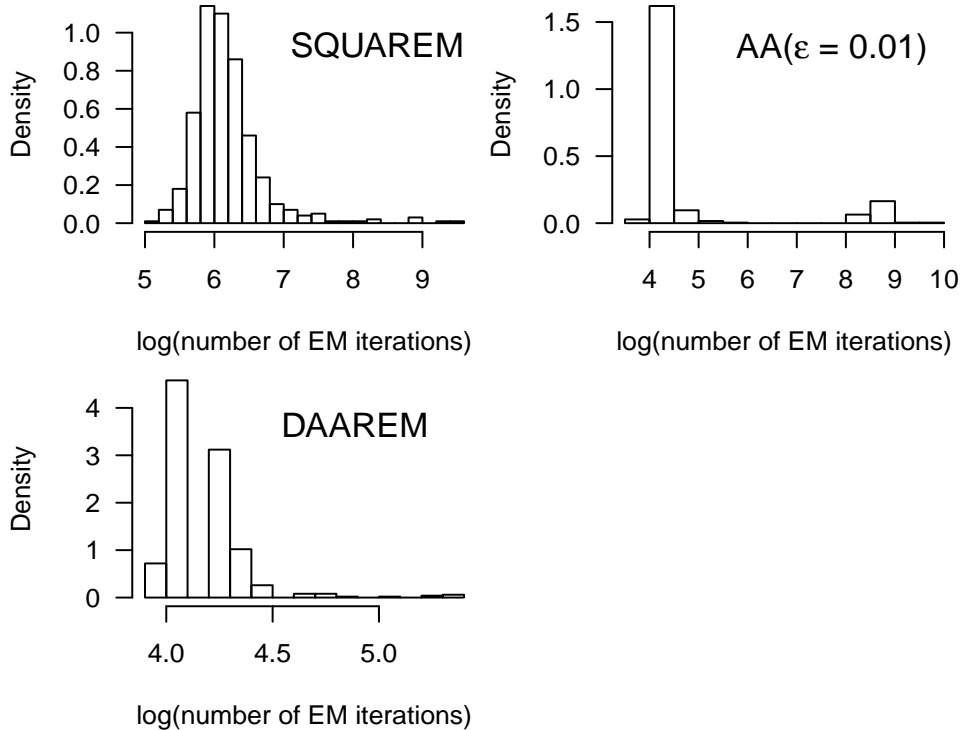 SQUAREM
Density
1.0
0.8
0.6
0.4
0.2
0.0
5 6 7 8 9
log(number of EM iterations)
AA(ε = 0.01)
Density
1.5
1.0
0.5
0.0
4 5 6 7 8 9 10
log(number of EM iterations)
DAAREM
Density
4
3
2
1
0
4.0 4.5 5.0
log(number of EM iterations)